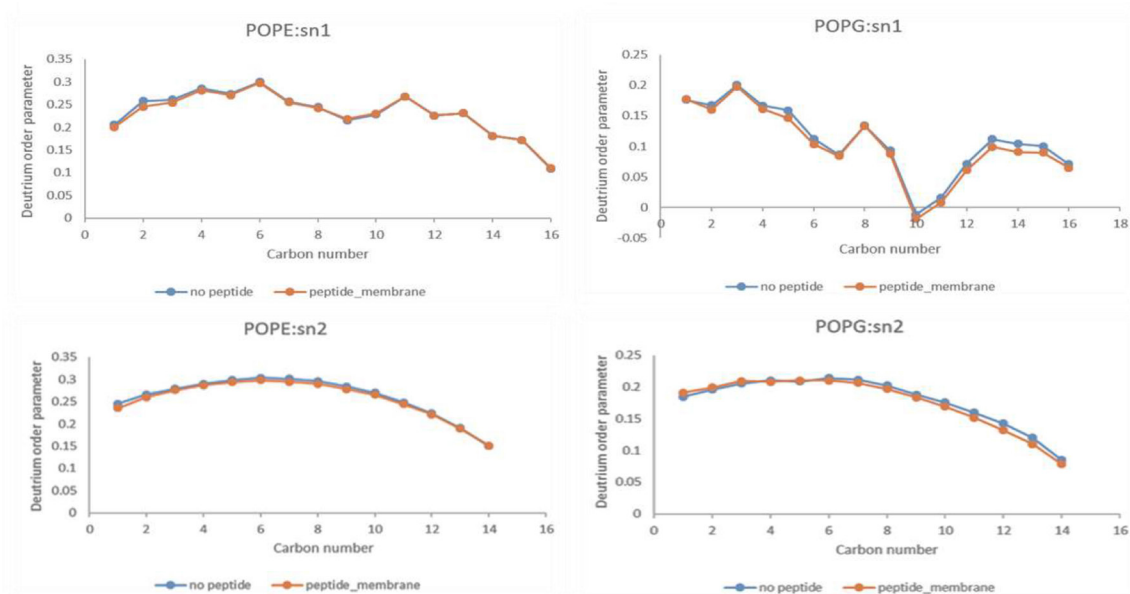 POPE:sn1
Deutrium order parameter
0.35
0.3
0.25
0.2
0.15
0.1
0.05
0
0 2 4 6 8 10 12 14 16
Carbon number
no peptide peptide_membrane
POPG:sn1
Deutrium order parameter
0.25
0.2
0.15
0.1
0.05
0
-0.05
0 2 4 6 8 10 12 14 16 18
Carbon number
no peptide peptide_membrane
POPE:sn2
Deutrium order parameter
0.35
0.3
0.25
0.2
0.15
0.1
0.05
0
0 2 4 6 8 10 12 14 16
Carbon number
no peptide peptide_membrane
POPG:sn2
Deutrium order parameter
0.25
0.2
0.15
0.1
0.05
0
0 2 4 6 8 10 12 14 16
Carbon number
no peptide peptide_membrane